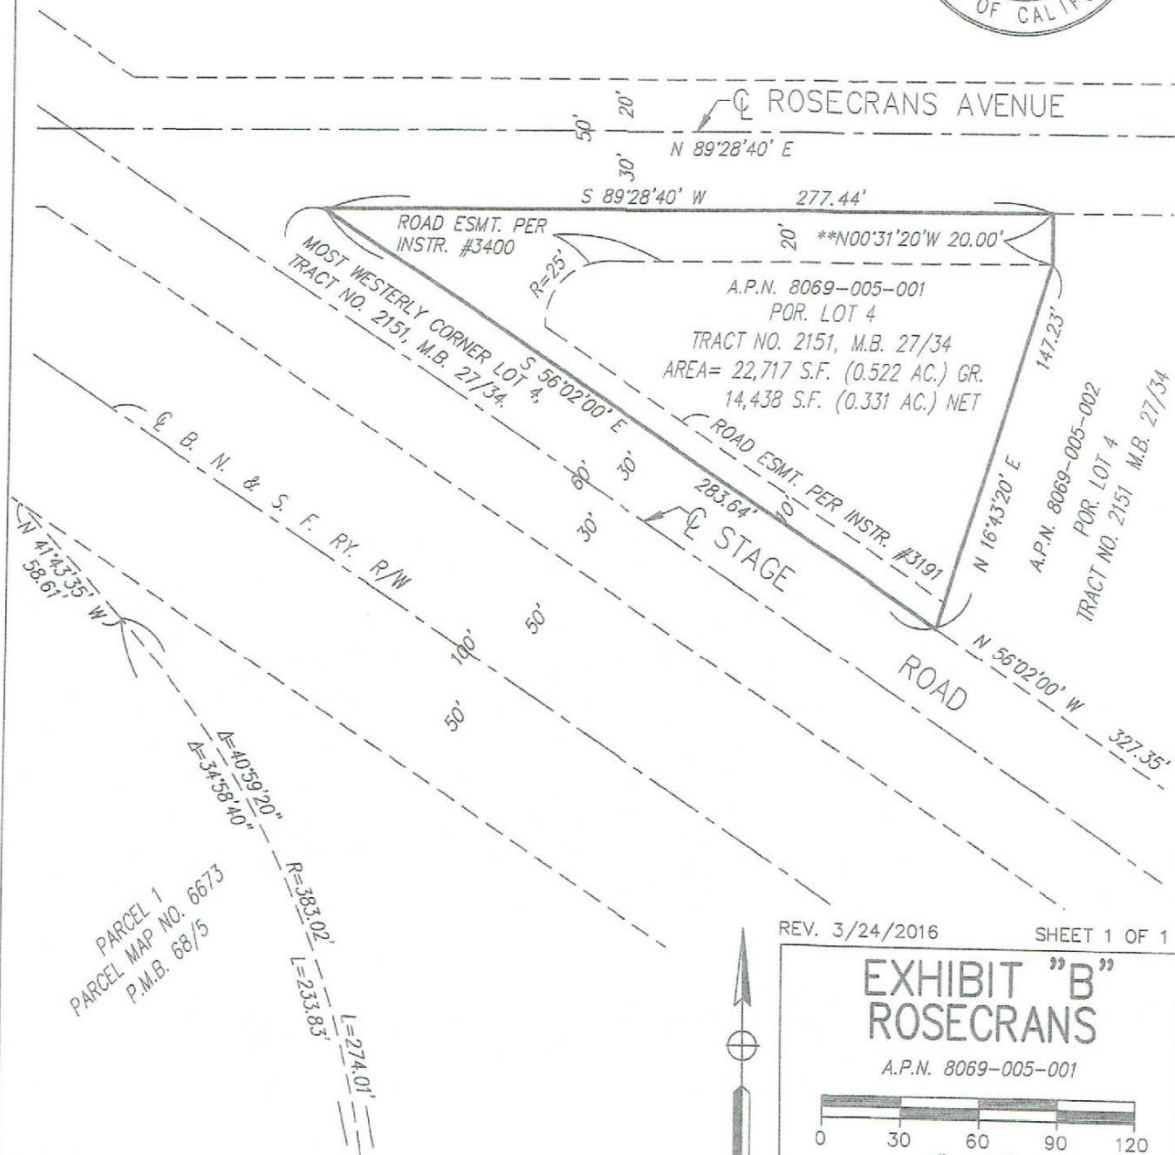 OF CALIF
℄ ROSECRANS AVENUE
20'
50'
N 89°28'40" E
30'
S 89°28'40" W 277.44'
ROAD ESMT. PER
INSTR. #3400
20'
**N00°31'20"W 20.00'
R=25'
MOST WESTERLY CORNER LOT 4,
TRACT NO. 2151, M.B. 27/34.
A.P.N. 8069-005-001
POR. LOT 4
TRACT NO. 2151, M.B. 27/34
AREA= 22,717 S.F. (0.522 AC.) GR.
14,438 S.F. (0.331 AC.) NET
147.23'
N 16°43'20" E
A.P.N. 8069-005-002
POR. LOT 4
TRACT NO. 2151 M.B. 27/34
S 56°02'00" E
283.64'
ROAD ESMT. PER INSTR. #3191
10'
30'
60'
30'
℄ STAGE
ROAD
N 56°02'00" W 327.35'
℄ B. N. & S. F. RY. R/W
50'
100'
50'
N 41°43'35" W
58.61'
Δ=40°59'20"
Δ=34°58'40"
R=383.02'
L=233.83'
L=274.01'
PARCEL 1
PARCEL MAP NO. 6673
P.M.B. 68/5
REV. 3/24/2016 SHEET 1 OF 1
EXHIBIT "B"
ROSECRANS
A.P.N. 8069-005-001
0 30 60 90 120